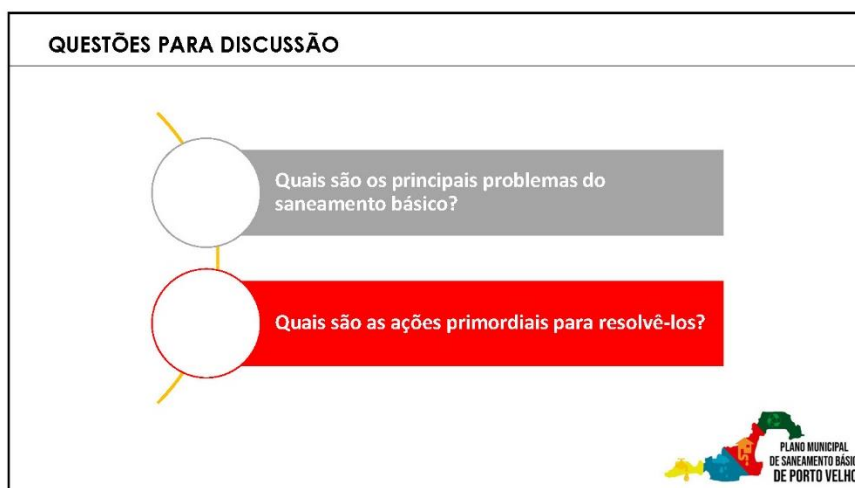 QUESTÕES PARA DISCUSSÃO
Quais são os principais problemas do
saneamento básico?
Quais são as ações primordiais para resolvê-los?
PLANO MUNICIPAL
DE SANEAMENTO BÁSICO
DE PORTO VELHO